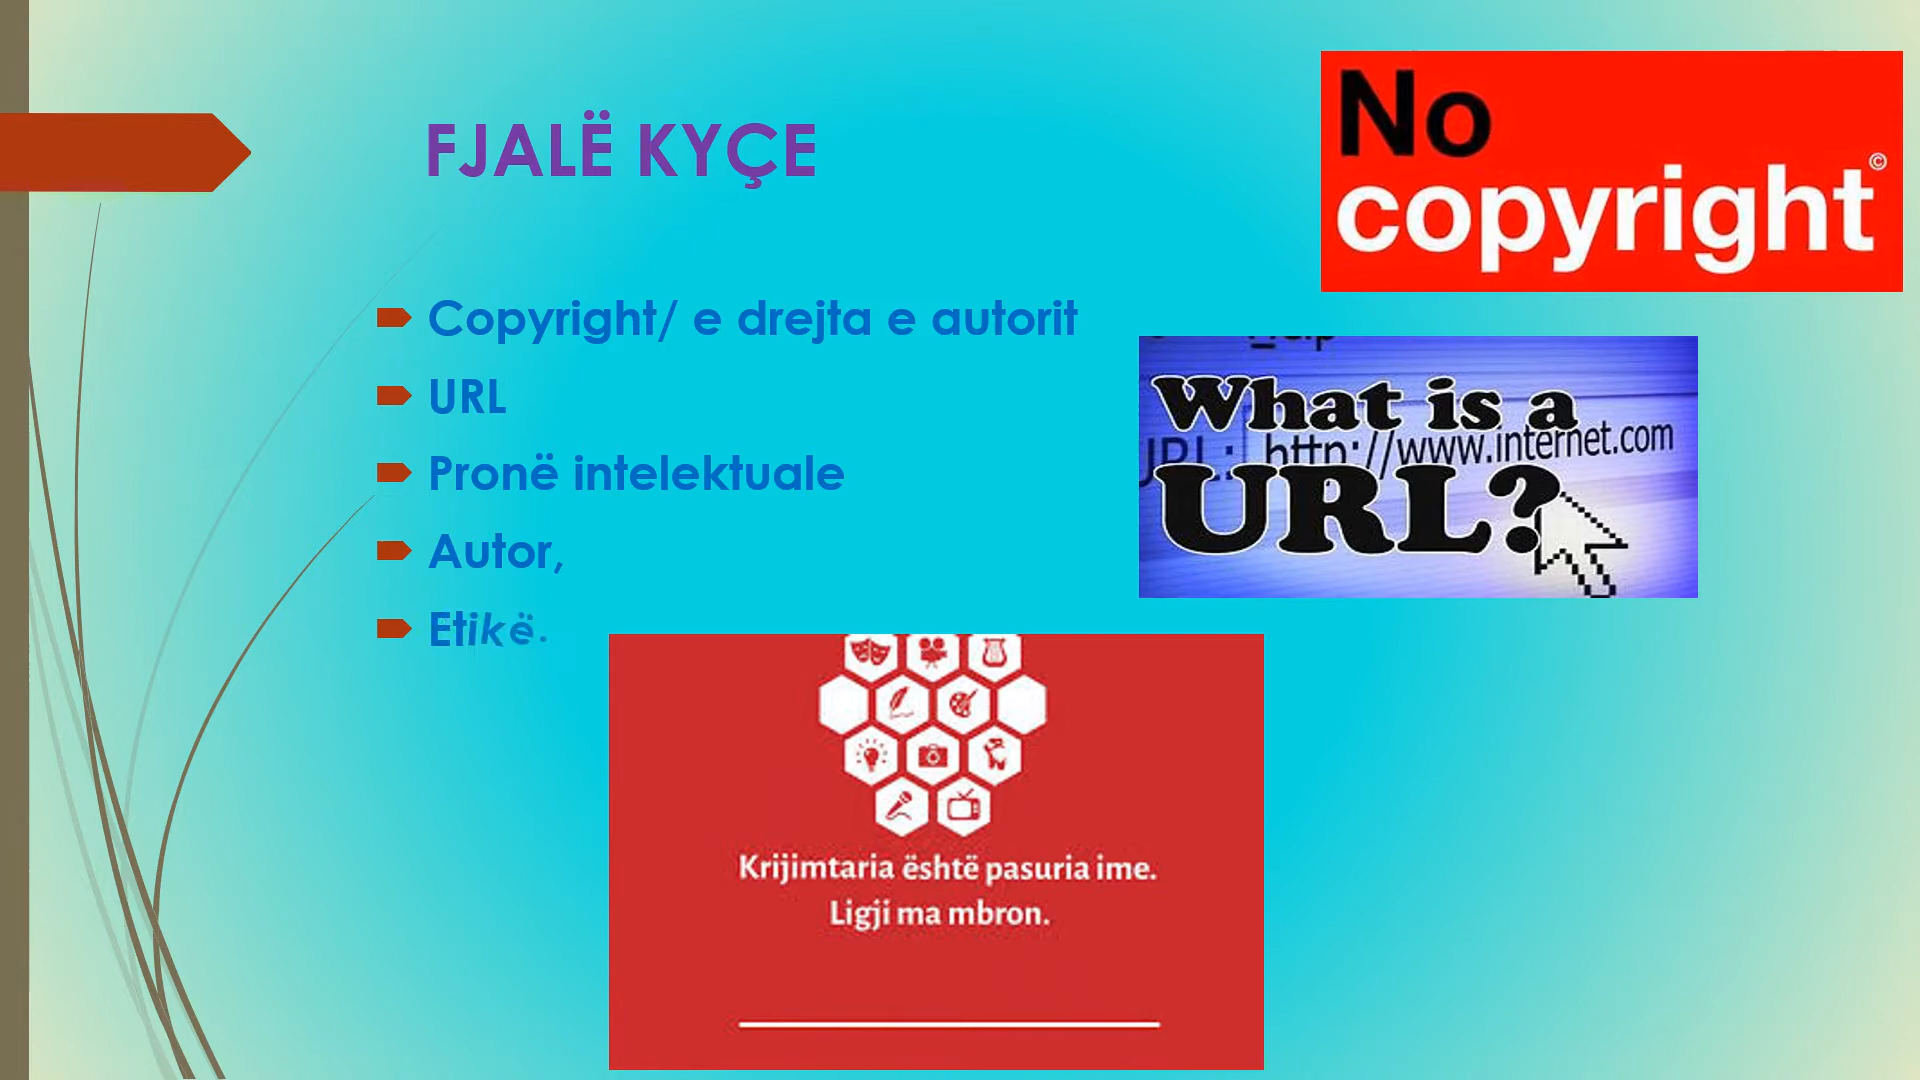 FJALË KYÇE
Copyright/ e drejta e autorit
URL
Pronë intelektuale
Autor,
Etikë.
No
copyright©
What is a
URL: http://www.internet.com
URL?
Krijimtaria është pasuria ime.
Ligji ma mbron.